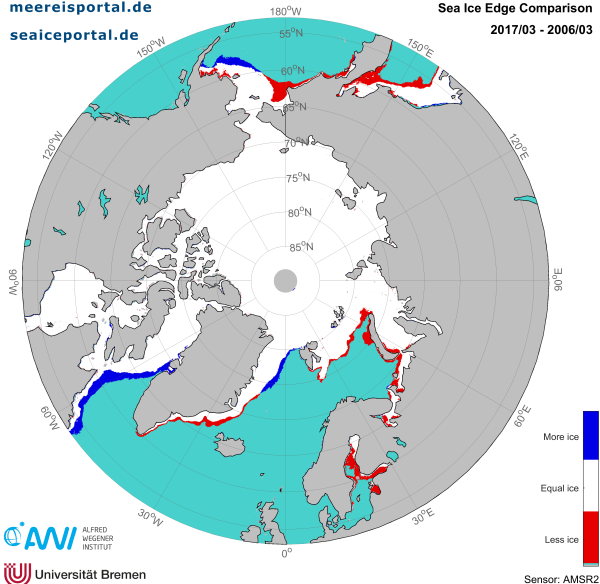 meereisportal.de
seaiceportal.de
Sea Ice Edge Comparison
2017/03 - 2006/03
180°W
150°W
150°E
55°N
60°N
65°N
120°W
120°E
70°N
75°N
80°N
85°N
90°W
90°E
60°W
60°E
30°W
30°E
0°
More ice
Equal ice
Less ice
AWI
ALFRED
WEGENER
INSTITUT
Universität Bremen
Sensor: AMSR2